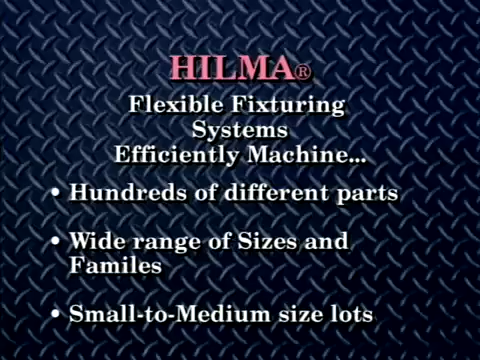 HILMA®
Flexible Fixturing
Systems
Efficiently Machine...
• Hundreds of different parts
• Wide range of Sizes and
Familes
• Small-to-Medium size lots